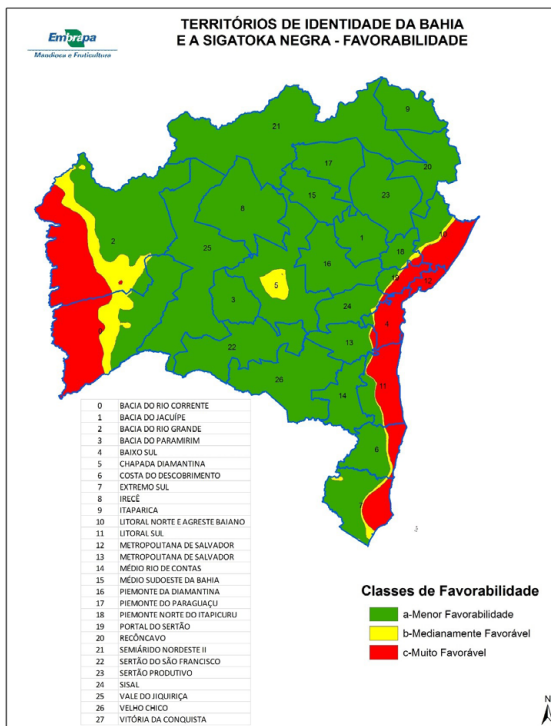 Embrapa
Mandioca e Fruticultura
TERRITÓRIOS DE IDENTIDADE DA BAHIA
E A SIGATOKA NEGRA - FAVORABILIDADE
21
9
17
20
15
23
8
1
10
2
18
25
16
19
12
5
3
24
4
13
22
11
26
14
6
7
0 BACIA DO RIO CORRENTE
1 BACIA DO JACUÍPE
2 BACIA DO RIO GRANDE
3 BACIA DO PARAMIRIM
4 BAIXO SUL
5 CHAPADA DIAMANTINA
6 COSTA DO DESCOBRIMENTO
7 EXTREMO SUL
8 IRECÊ
9 ITAPARICA
10 LITORAL NORTE E AGRESTE BAIANO
11 LITORAL SUL
12 METROPOLITANA DE SALVADOR
13 METROPOLITANA DE SALVADOR
14 MÉDIO RIO DE CONTAS
15 MÉDIO SUDOESTE DA BAHIA
16 PIEMONTE DA DIAMANTINA
17 PIEMONTE DO PARAGUAÇU
18 PIEMONTE NORTE DO ITAPICURU
19 PORTAL DO SERTÃO
20 RECÔNCAVO
21 SEMIÁRIDO NORDESTE II
22 SERTÃO DO SÃO FRANCISCO
23 SERTÃO PRODUTIVO
24 SISAL
25 VALE DO JIQUIRIÇA
26 VELHO CHICO
27 VITÓRIA DA CONQUISTA
Classes de Favorabilidade
a-Menor Favorabilidade
b-Medianamente Favorável
c-Muito Favorável
N